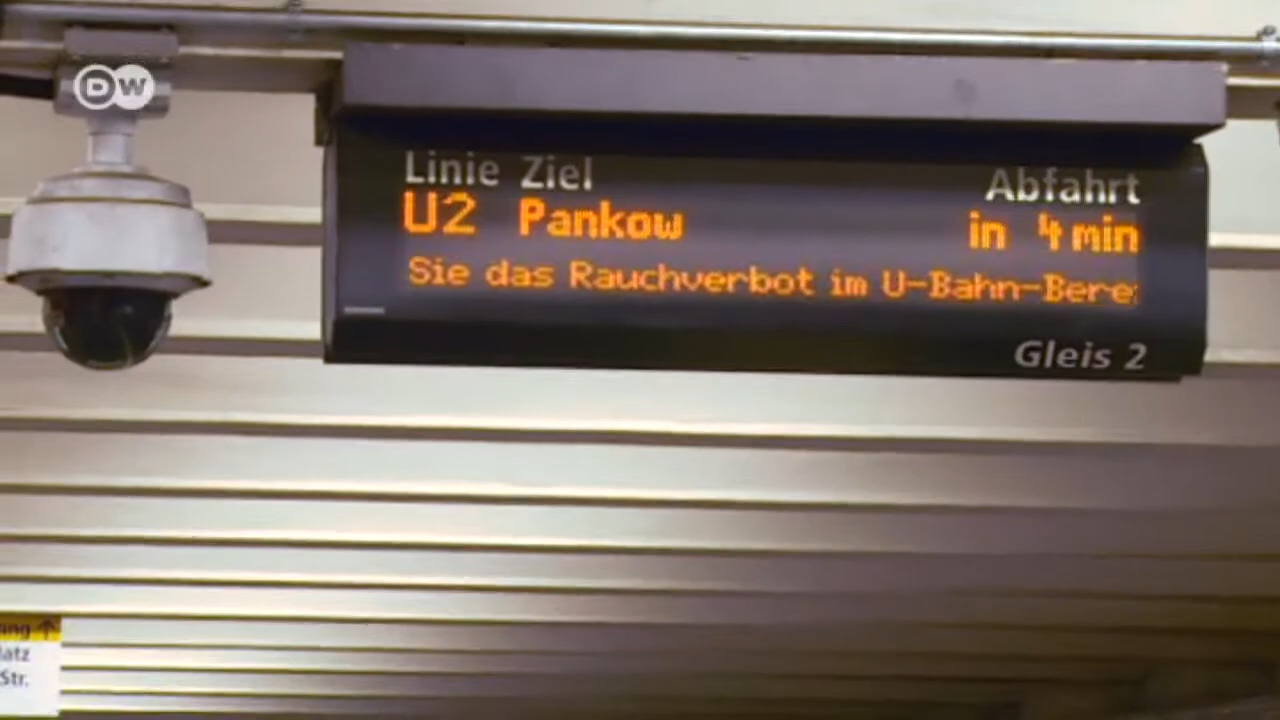 DW
Linie Ziel Abfahrt
U2 Pankow in 4 min
Sie das Rauchverbot im U-Bahn-Bere
Gleis 2
ang ↑
latz
Str.